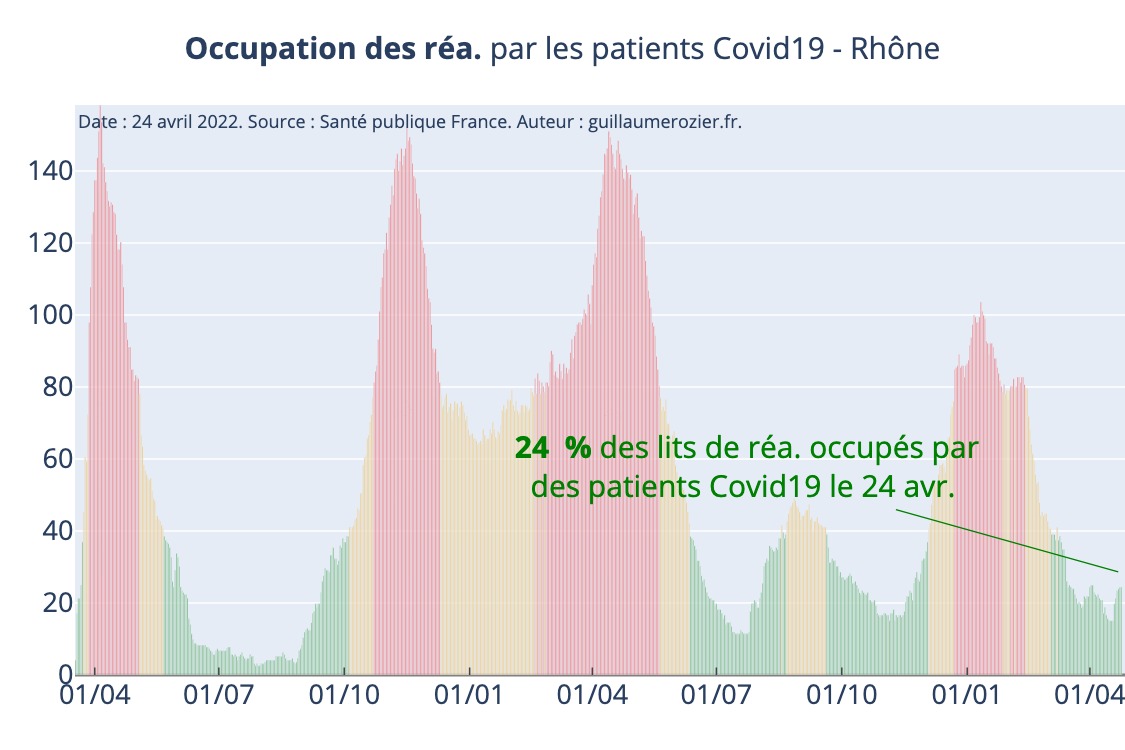 Occupation des réa. par les patients Covid19 - Rhône
Date : 24 avril 2022. Source : Santé publique France. Auteur : guillaumerozier.fr.
140
120
100
80
24 % des lits de réa. occupés par
60
des patients Covid19 le 24 avr.
40
20
0
01/04 01/07 01/10 01/01 01/04 01/07 01/10 01/01 01/04